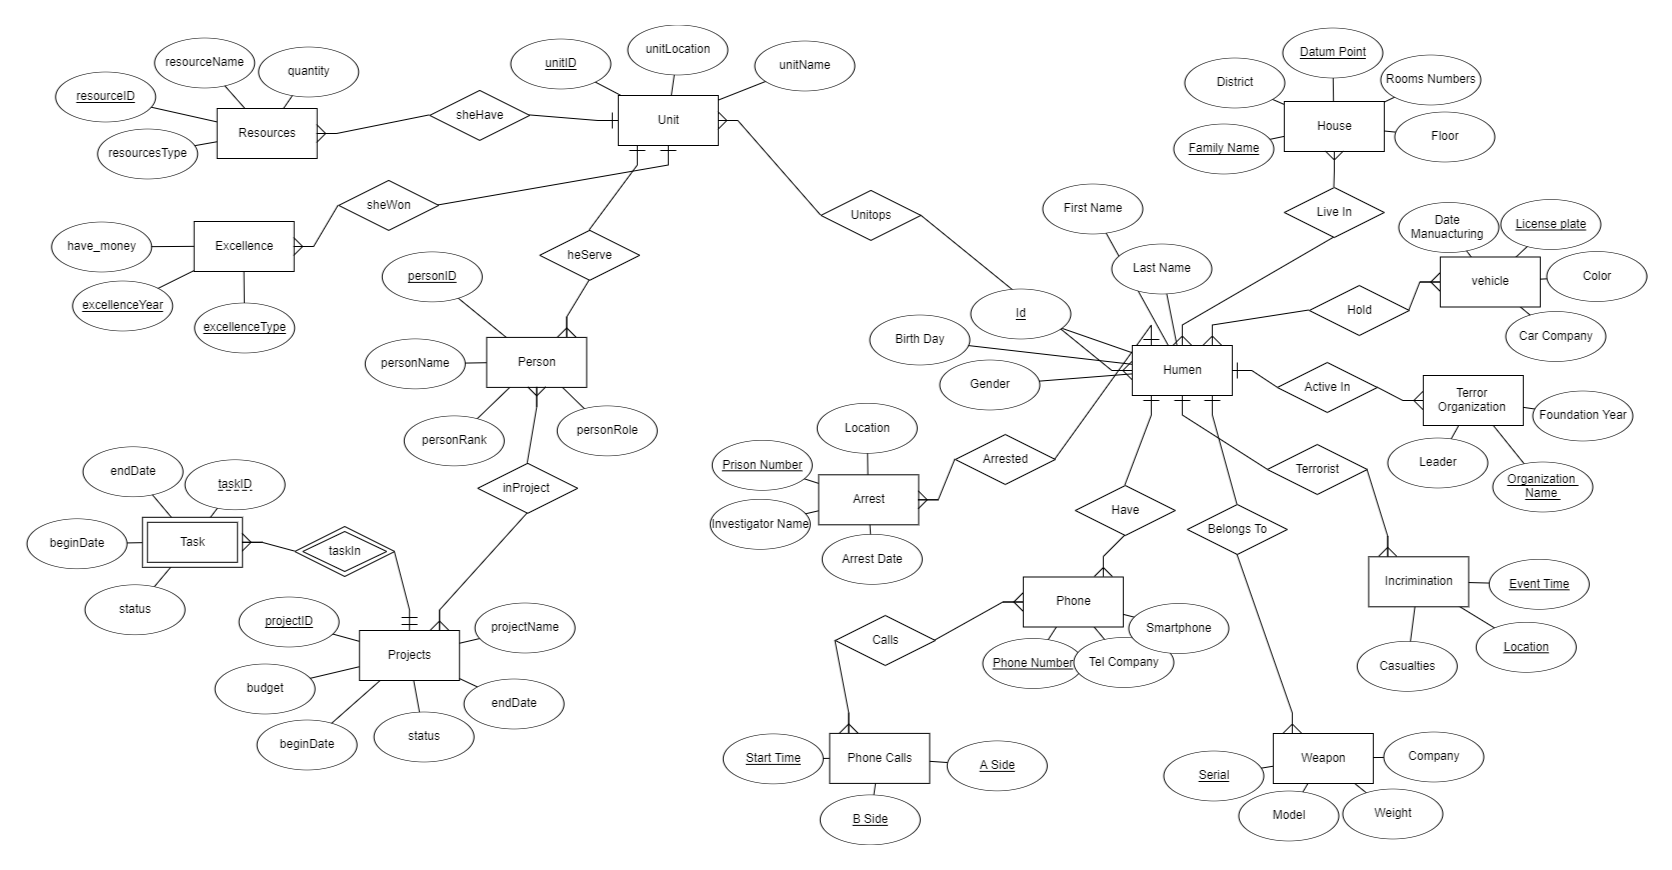 resourceName
quantity
resourceID
resourcesType
Resources
sheHave
unitID
unitLocation
unitName
Unit
sheWon
have_money
Excellence
excellenceYear
excellenceType
heServe
personID
personName
Person
personRank
personRole
inProject
endDate
taskID
beginDate
Task
status
taskIn
projectID
projectName
Projects
budget
beginDate
status
endDate
Unitops
Datum Point
District
Rooms Numbers
House
Floor
Family Name
Live In
First Name
Last Name
Id
Birth Day
Gender
Humen
Date
Manuacturing
License plate
vehicle
Color
Car Company
Hold
Active In
Terror
Organization
Foundation Year
Leader
Organization
Name
Location
Prison Number
Arrest
Investigator Name
Arrest Date
Arrested
Have
Belongs To
Terrorist
Incrimination
Event Time
Location
Casualties
Phone
Smartphone
Phone Number
Tel Company
Calls
Start Time
Phone Calls
A Side
B Side
Serial
Weapon
Company
Model
Weight